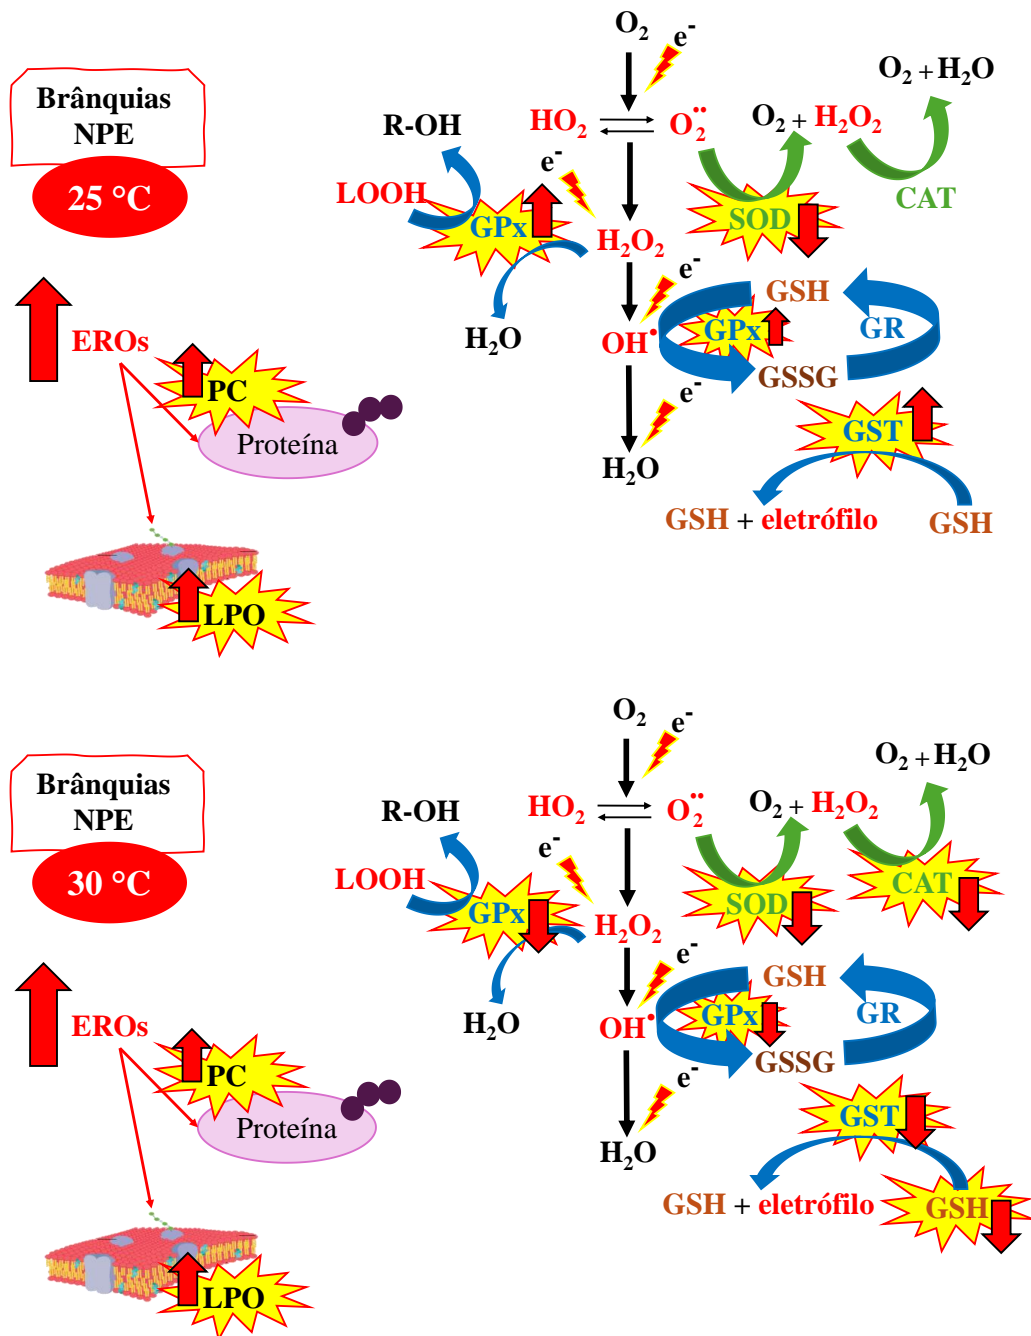 O₂
e⁻
Brânquias
NPE
25 °C
HO₂
O₂••
O₂ + H₂O₂
O₂ + H₂O
R-OH
e⁻
LOOH
GPx
H₂O₂
SOD
CAT
H₂O
e⁻
GSH
EROs
OH•
GPx
GR
PC
GSSG
e⁻
Proteína
GST
H₂O
GSH + eletrófilo
GSH
LPO
O₂
e⁻
Brânquias
NPE
30 °C
HO₂
O₂••
O₂ + H₂O₂
O₂ + H₂O
R-OH
e⁻
LOOH
GPx
H₂O₂
SOD
CAT
H₂O
e⁻
GSH
EROs
OH•
GPx
GR
PC
GSSG
e⁻
Proteína
GST
H₂O
GSH + eletrófilo
GSH
LPO